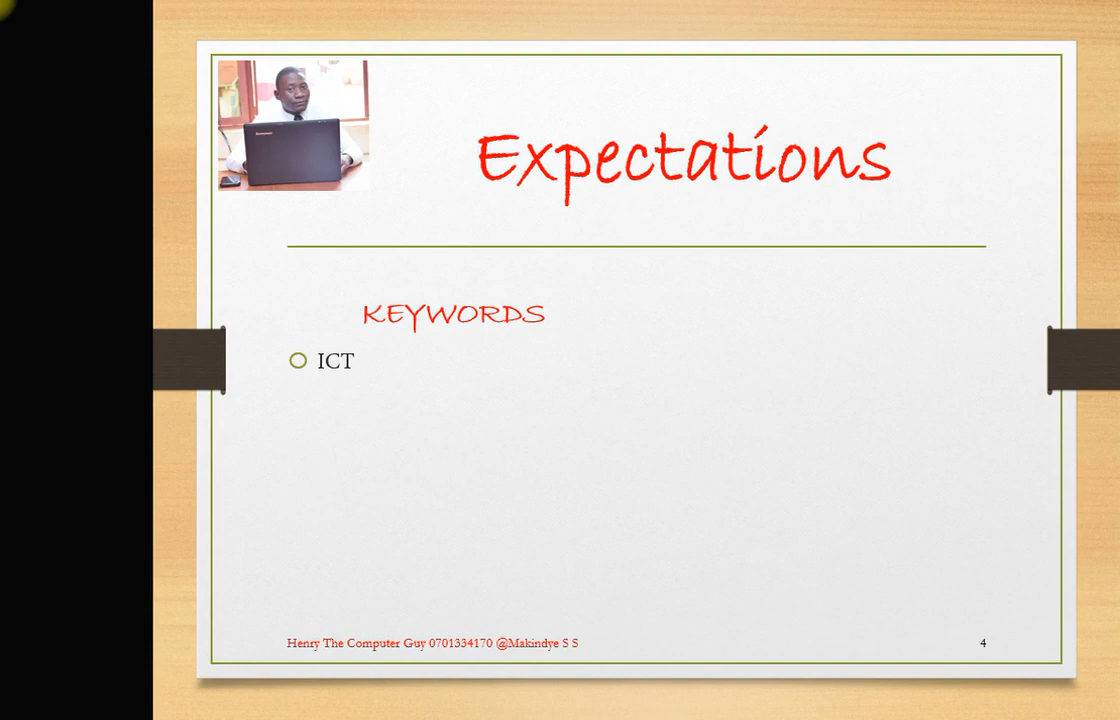 Expectations
KEYWORDS
ICT
Henry The Computer Guy 0701334170 @Makindye S S
4